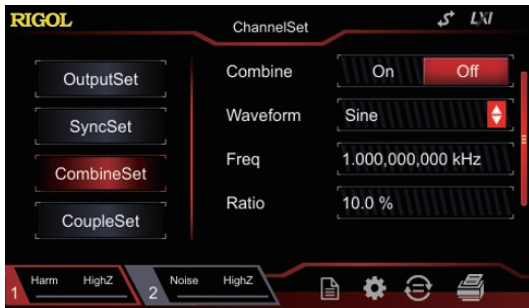 RIGOL
ChannelSet
LXI
OutputSet
SyncSet
CombineSet
CoupleSet
Combine On Off
Waveform Sine
Freq 1.000,000,000 kHz
Ratio 10.0 %
1 Harm HighZ 2 Noise HighZ